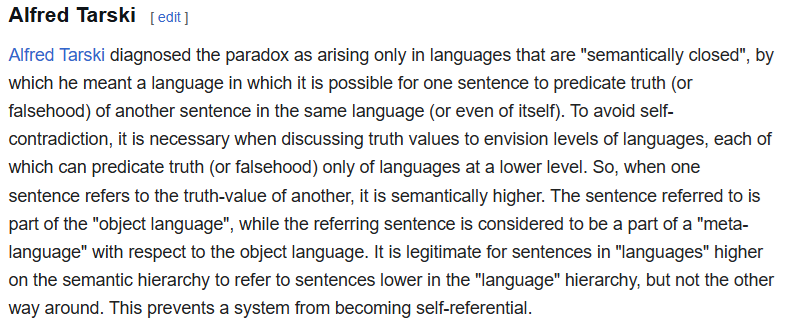 Alfred Tarski [ edit ]
Alfred Tarski diagnosed the paradox as arising only in languages that are "semantically closed", by
which he meant a language in which it is possible for one sentence to predicate truth (or
falsehood) of another sentence in the same language (or even of itself). To avoid self-
contradiction, it is necessary when discussing truth values to envision levels of languages, each of
which can predicate truth (or falsehood) only of languages at a lower level. So, when one
sentence refers to the truth-value of another, it is semantically higher. The sentence referred to is
part of the "object language", while the referring sentence is considered to be a part of a "meta-
language" with respect to the object language. It is legitimate for sentences in "languages" higher
on the semantic hierarchy to refer to sentences lower in the "language" hierarchy, but not the other
way around. This prevents a system from becoming self-referential.